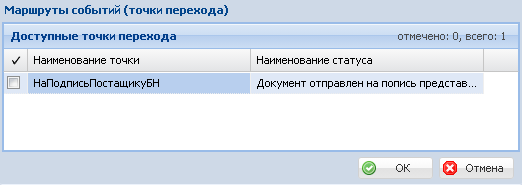 Маршруты событий (точки перехода)
Доступные точки перехода отмечено: 0, всего: 1
Наименование точки Наименование статуса
НаПодписьПостащикуБН Документ отправлен на попись представ...
ОК Отмена